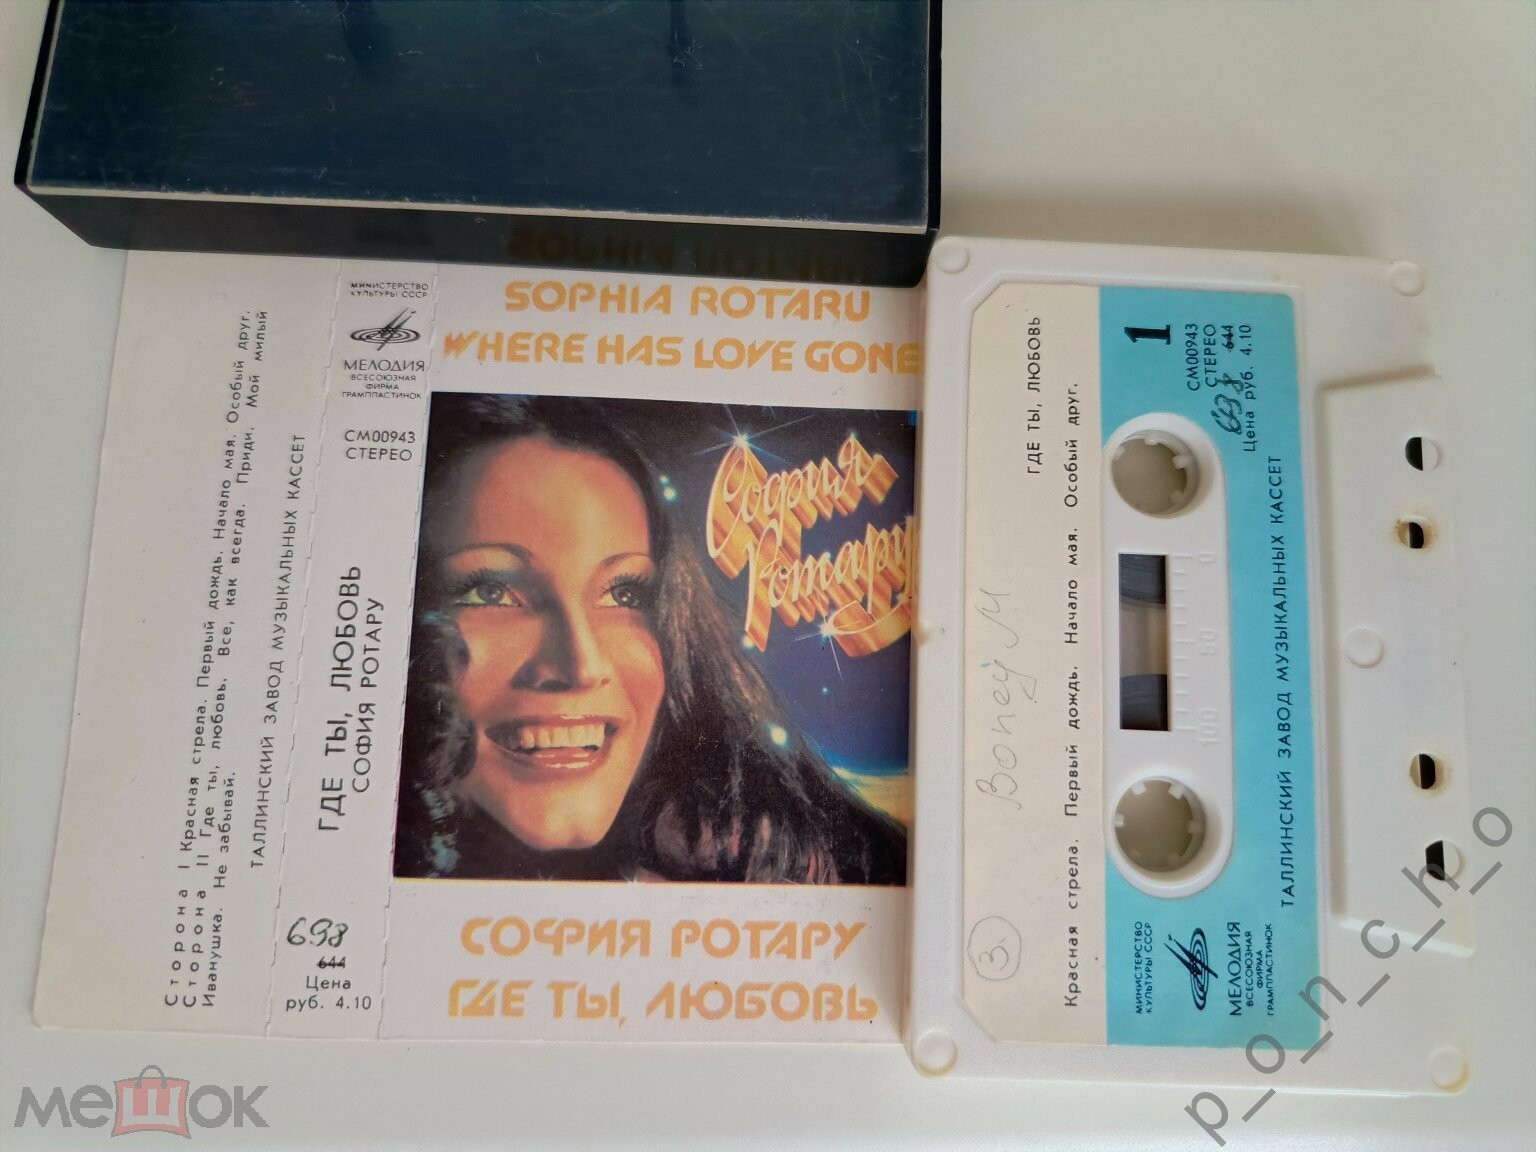 SOPHIA ROTARU
WHERE HAS LOVE GONE
София
Ротару
СОФИЯ РОТАРУ
ГДЕ ТЫ, ЛЮБОВЬ
МИНИСТЕРСТВО
КУЛЬТУРЫ СССР
МЕЛОДИЯ
ВСЕСОЮЗНАЯ
ФИРМА
ГРАМПЛАСТИНОК
СМ00943
СТЕРЕО
ГДЕ ТЫ, ЛЮБОВЬ
СОФИЯ РОТАРУ
698
644
Цена
руб. 4.10
Сторона I Красная стрела. Первый дождь. Начало мая. Особый друг.
Сторона II Где ты, любовь. Все, как всегда. Приди. Мой милый
Иванушка. Не забывай.
ТАЛЛИНСКИЙ ЗАВОД МУЗЫКАЛЬНЫХ КАССЕТ
3.
Boney M
ГДЕ ТЫ, ЛЮБОВЬ
Красная стрела. Первый дождь. Начало мая. Особый друг.
1
СМ00943
СТЕРЕО
698 644
Цена руб. 4.10
0
50
100
МИНИСТЕРСТВО
КУЛЬТУРЫ СССР
МЕЛОДИЯ
ВСЕСОЮЗНАЯ
ФИРМА
ГРАМПЛАСТИНОК
ТАЛЛИНСКИЙ ЗАВОД МУЗЫКАЛЬНЫХ КАССЕТ
мешок
p_o_n_c_h_o